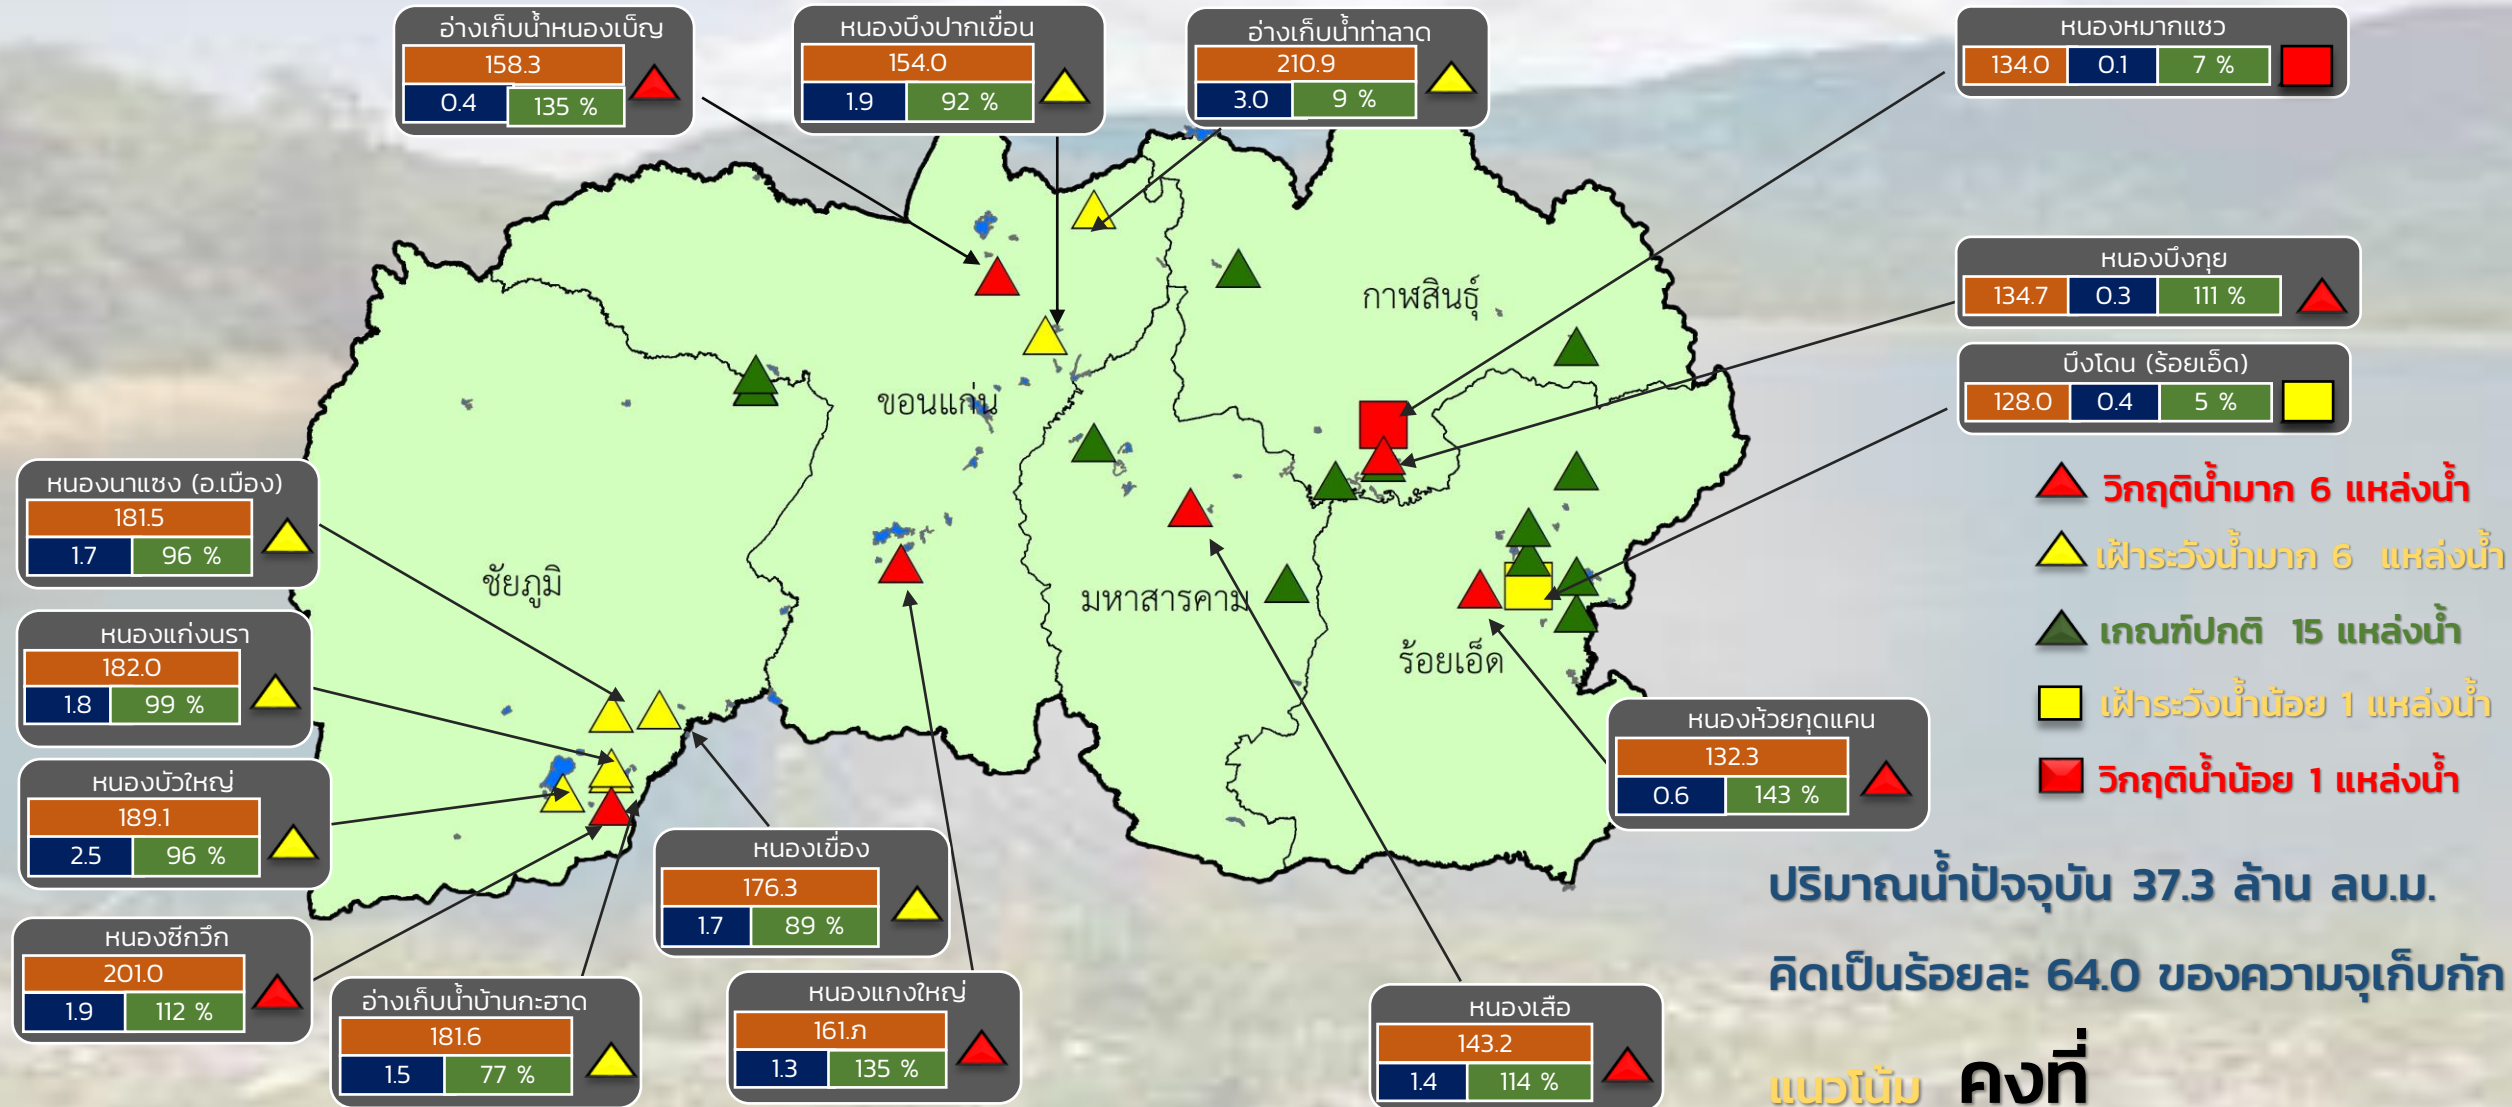 อ่างเก็บน้ำหนองเบ็ญ
158.3
0.4 135 %
หนองบึงปากเขื่อน
154.0
1.9 92 %
อ่างเก็บน้ำท่าลาด
210.9
3.0 9 %
หนองหมากแซว
134.0 0.1 7 %
หนองบึงกุย
134.7 0.3 111 %
บึงโดน (ร้อยเอ็ด)
128.0 0.4 5 %
กาฬสินธุ์
ขอนแก่น
ชัยภูมิ
มหาสารคาม
ร้อยเอ็ด
หนองนาแซง (อ.เมือง)
181.5
1.7 96 %
หนองแก่งนรา
182.0
1.8 99 %
หนองบัวใหญ่
189.1
2.5 96 %
หนองซีกวึก
201.0
1.9 112 %
อ่างเก็บน้ำบ้านกะฮาด
181.6
1.5 77 %
หนองเขื่อง
176.3
1.7 89 %
หนองแกงใหญ่
161.ภ
1.3 135 %
หนองเสือ
143.2
1.4 114 %
หนองห้วยกุดแคน
132.3
0.6 143 %
วิกฤติน้ำมาก 6 แหล่งน้ำ
เฝ้าระวังน้ำมาก 6 แหล่งน้ำ
เกณฑ์ปกติ 15 แหล่งน้ำ
เฝ้าระวังน้ำน้อย 1 แหล่งน้ำ
วิกฤติน้ำน้อย 1 แหล่งน้ำ
ปริมาณน้ำปัจจุบัน 37.3 ล้าน ลบ.ม.
คิดเป็นร้อยละ 64.0 ของความจุเก็บกัก
แนวโน้ม คงที่